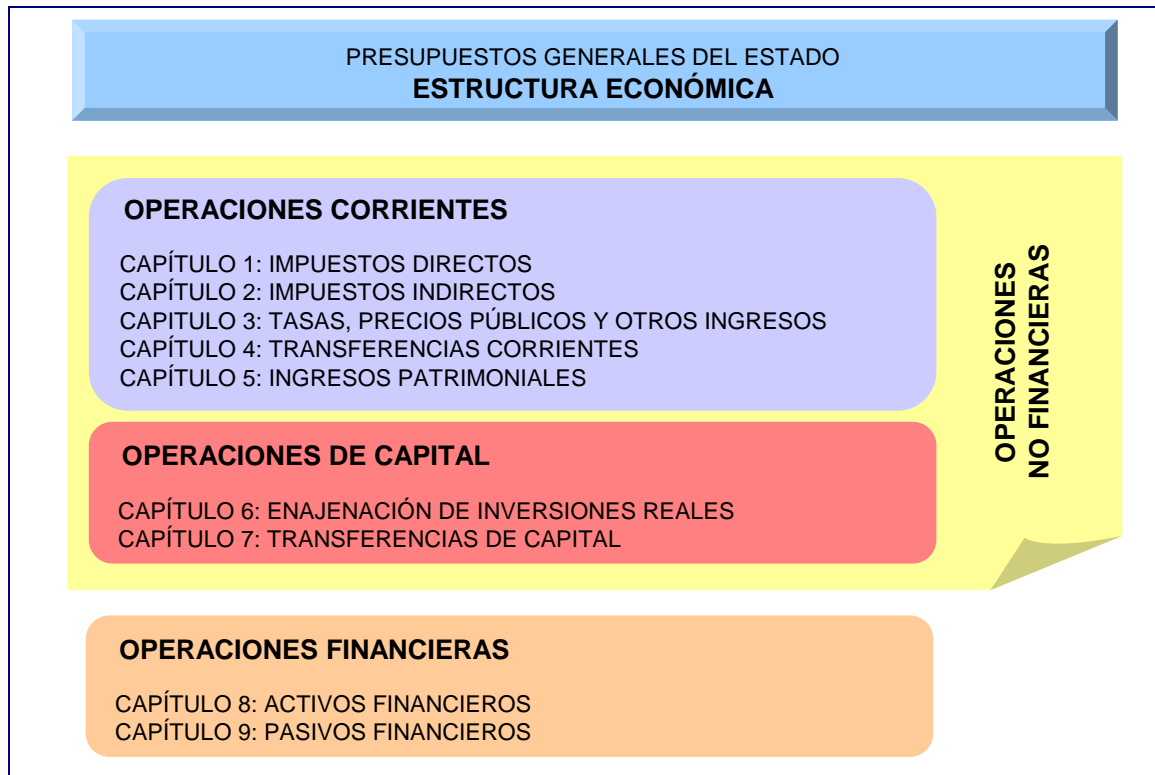 PRESUPUESTOS GENERALES DEL ESTADO
ESTRUCTURA ECONÓMICA
OPERACIONES CORRIENTES
CAPÍTULO 1: IMPUESTOS DIRECTOS
CAPÍTULO 2: IMPUESTOS INDIRECTOS
CAPITULO 3: TASAS, PRECIOS PÚBLICOS Y OTROS INGRESOS
CAPÍTULO 4: TRANSFERENCIAS CORRIENTES
CAPÍTULO 5: INGRESOS PATRIMONIALES
OPERACIONES DE CAPITAL
CAPÍTULO 6: ENAJENACIÓN DE INVERSIONES REALES
CAPÍTULO 7: TRANSFERENCIAS DE CAPITAL
OPERACIONES
NO FINANCIERAS
OPERACIONES FINANCIERAS
CAPÍTULO 8: ACTIVOS FINANCIEROS
CAPÍTULO 9: PASIVOS FINANCIEROS